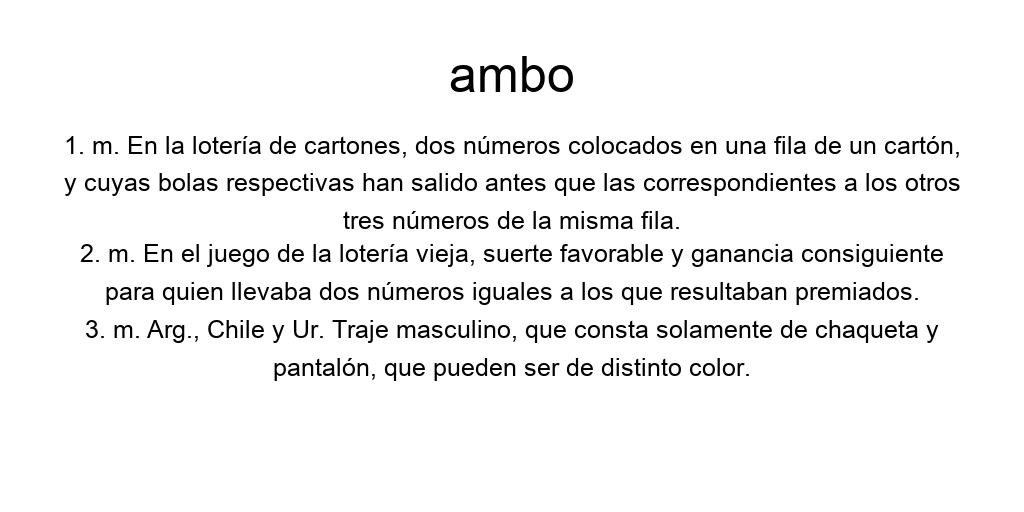 ambo
1. m. En la lotería de cartones, dos números colocados en una fila de un cartón,
y cuyas bolas respectivas han salido antes que las correspondientes a los otros
tres números de la misma fila.
2. m. En el juego de la lotería vieja, suerte favorable y ganancia consiguiente
para quien llevaba dos números iguales a los que resultaban premiados.
3. m. Arg., Chile y Ur. Traje masculino, que consta solamente de chaqueta y
pantalón, que pueden ser de distinto color.